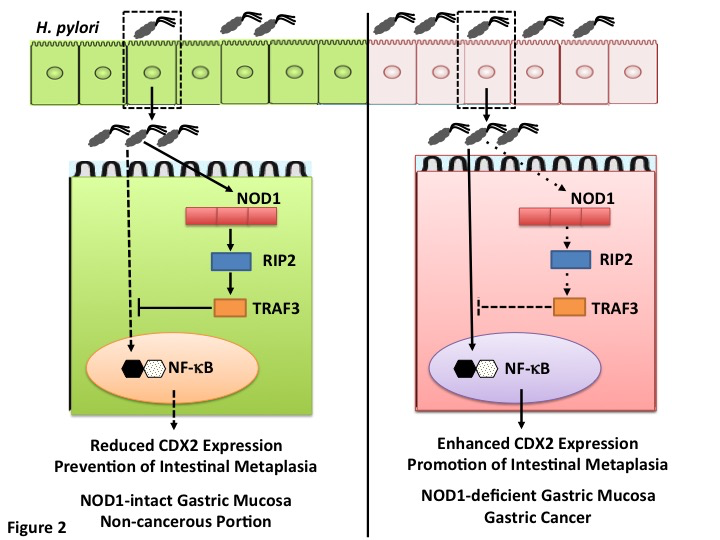 H. pylori
NOD1
RIP2
TRAF3
NF-κB
Reduced CDX2 Expression
Prevention of Intestinal Metaplasia
NOD1-intact Gastric Mucosa
Non-cancerous Portion
NOD1
RIP2
TRAF3
NF-κB
Enhanced CDX2 Expression
Promotion of Intestinal Metaplasia
NOD1-deficient Gastric Mucosa
Gastric Cancer
Figure 2